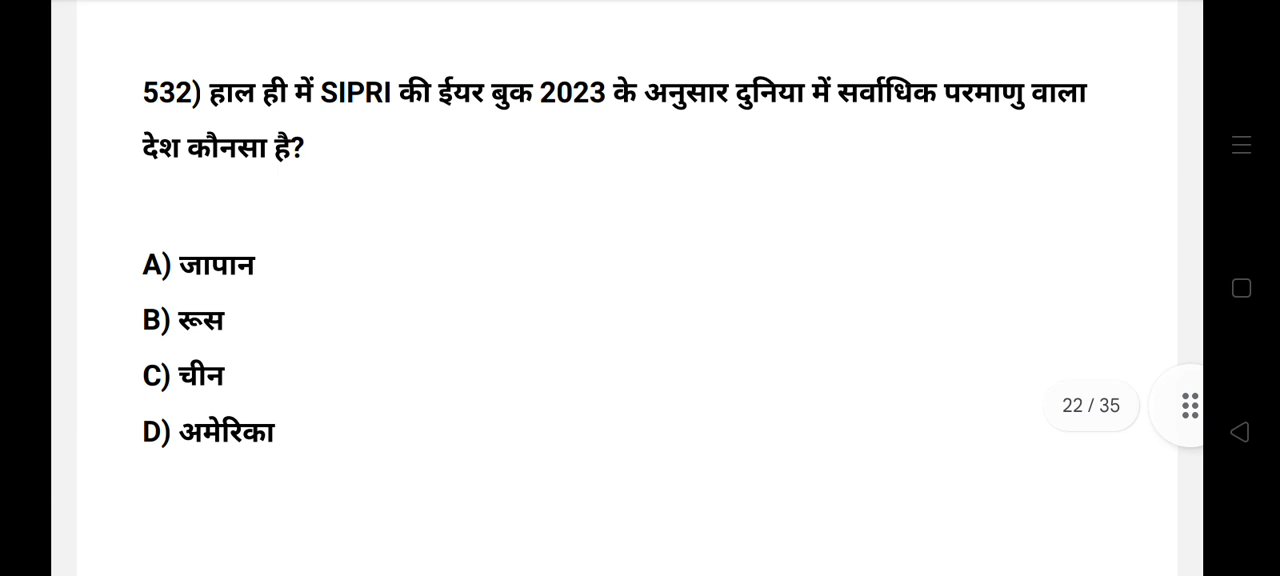 532) हाल ही में SIPRI की ईयर बुक 2023 के अनुसार दुनिया में सर्वाधिक परमाणु वाला
देश कौनसा है?
A) जापान
B) रूस
C) चीन
D) अमेरिका
22 / 35